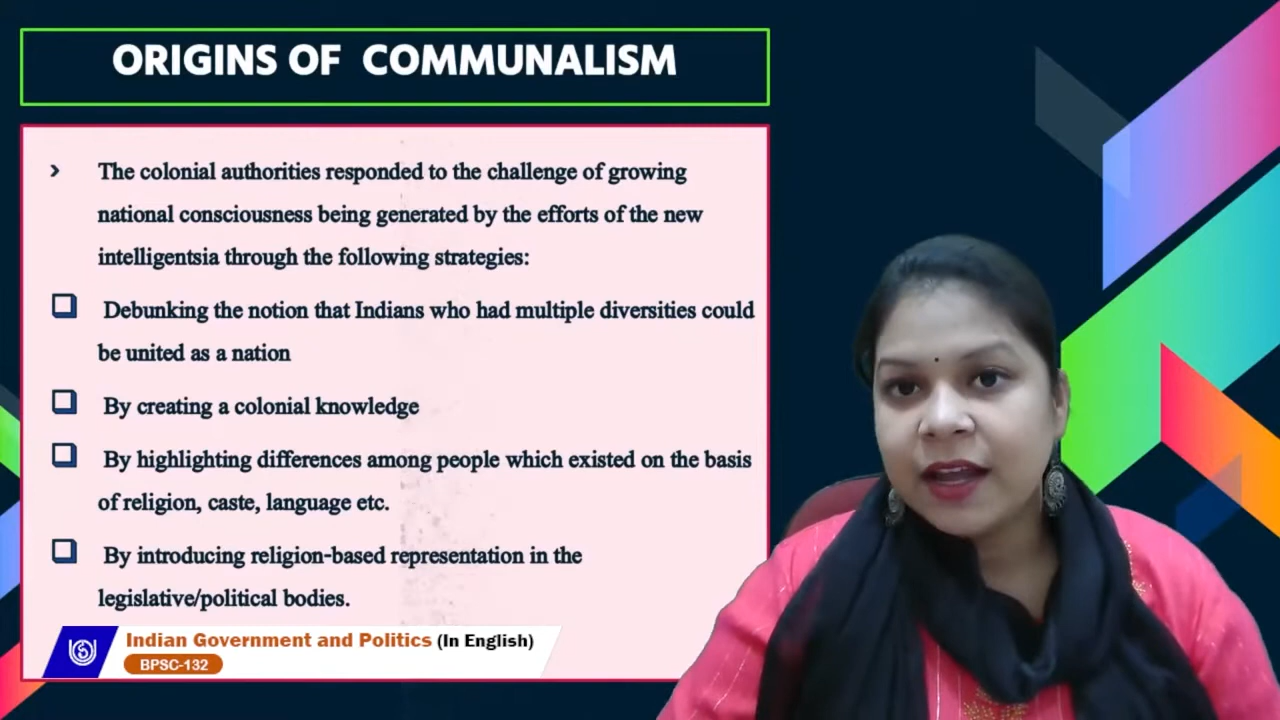 ORIGINS OF COMMUNALISM
› The colonial authorities responded to the challenge of growing
national consciousness being generated by the efforts of the new
intelligentsia through the following strategies:
❑ Debunking the notion that Indians who had multiple diversities could
be united as a nation
❑ By creating a colonial knowledge
❑ By highlighting differences among people which existed on the basis
of religion, caste, language etc.
❑ By introducing religion-based representation in the
legislative/political bodies.
Indian Government and Politics (In English)
BPSC-132